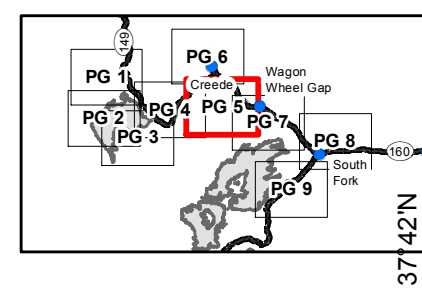 149
PG 6
Wagon
Wheel Gap
PG 1
Creede
PG 4
PG 5
PG 2
PG 7
PG 3
PG 8
160
South
Fork
PG 9
37°42'N